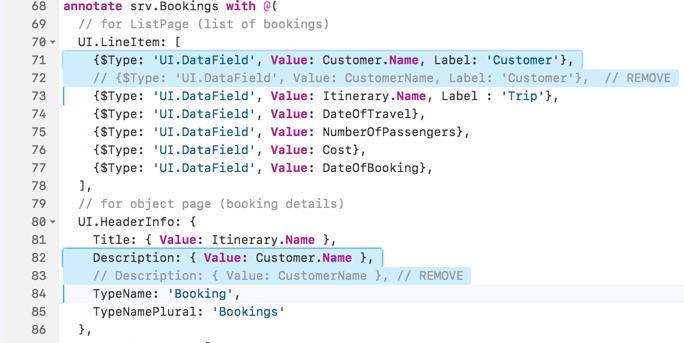 68 annotate srv.Bookings with @(
69 // for ListPage (list of bookings)
70 UI.LineItem: [
71 {$Type: 'UI.DataField', Value: Customer.Name, Label: 'Customer'},
72 // {$Type: 'UI.DataField', Value: CustomerName, Label: 'Customer'}, // REMOVE
73 {$Type: 'UI.DataField', Value: Itinerary.Name, Label : 'Trip'},
74 {$Type: 'UI.DataField', Value: DateOfTravel},
75 {$Type: 'UI.DataField', Value: NumberOfPassengers},
76 {$Type: 'UI.DataField', Value: Cost},
77 {$Type: 'UI.DataField', Value: DateOfBooking},
78 ],
79 // for object page (booking details)
80 UI.HeaderInfo: {
81 Title: { Value: Itinerary.Name },
82 Description: { Value: Customer.Name },
83 // Description: { Value: CustomerName }, // REMOVE
84 TypeName: 'Booking',
85 TypeNamePlural: 'Bookings'
86 },